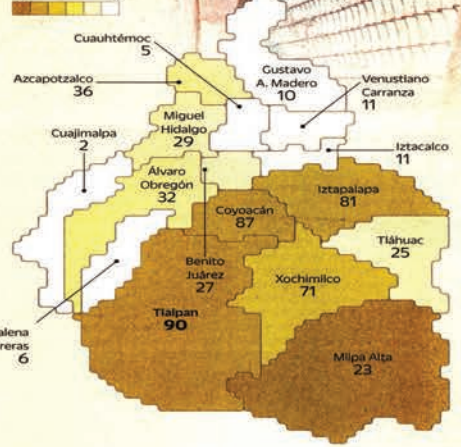 Cuauhtémoc
5
Azcapotzalco
36
Gustavo
A. Madero
10
Venustiano
Carranza
11
Miguel
Hidalgo
29
Cuajimalpa
2
Iztacalco
11
Álvaro
Obregón
32
Iztapalapa
81
Coyoacán
87
Tláhuac
25
Benito
Juárez
27
Xochimilco
71
Tlalpan
90
alena
reras
6
Milpa Alta
23